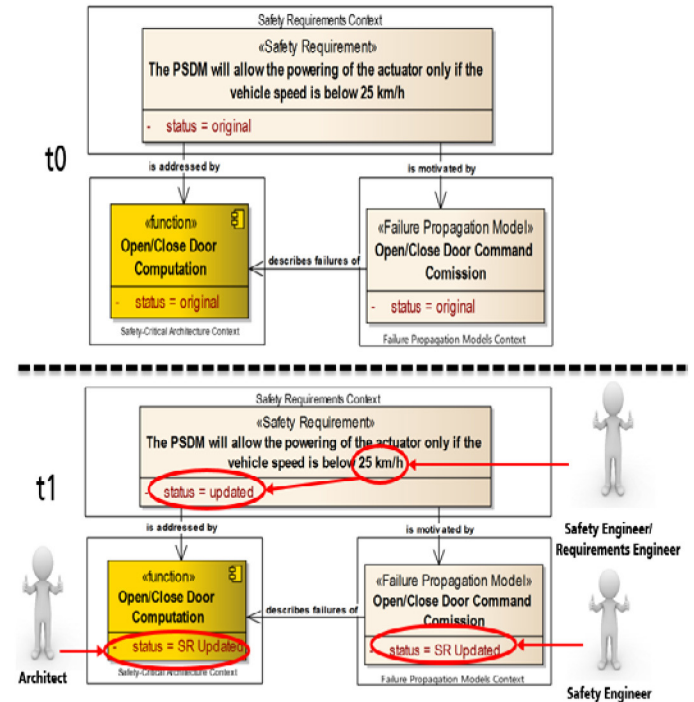 Safety Requirements Context
«Safety Requirement»
The PSDM will allow the powering of the actuator only if the
vehicle speed is below 25 km/h
- status = original
t0
is addressed by
is motivated by
«function»
Open/Close Door
Computation
- status = original
Safety-Critical Architecture Context
describes failures of
«Failure Propagation Model»
Open/Close Door Command
Comission
- status = original
Failure Propagation Models Context
t1
Safety Requirements Context
«Safety Requirement»
The PSDM will allow the powering of the actuator only if the
vehicle speed is below 25 km/h
- status = updated
Safety Engineer/
Requirements Engineer
is addressed by
is motivated by
«function»
Open/Close Door
Computation
- status = SR Updated
Safety-Critical Architecture Context
Architect
describes failures of
«Failure Propagation Model»
Open/Close Door Command
Comission
- status = SR Updated
Failure Propagation Models Context
Safety Engineer